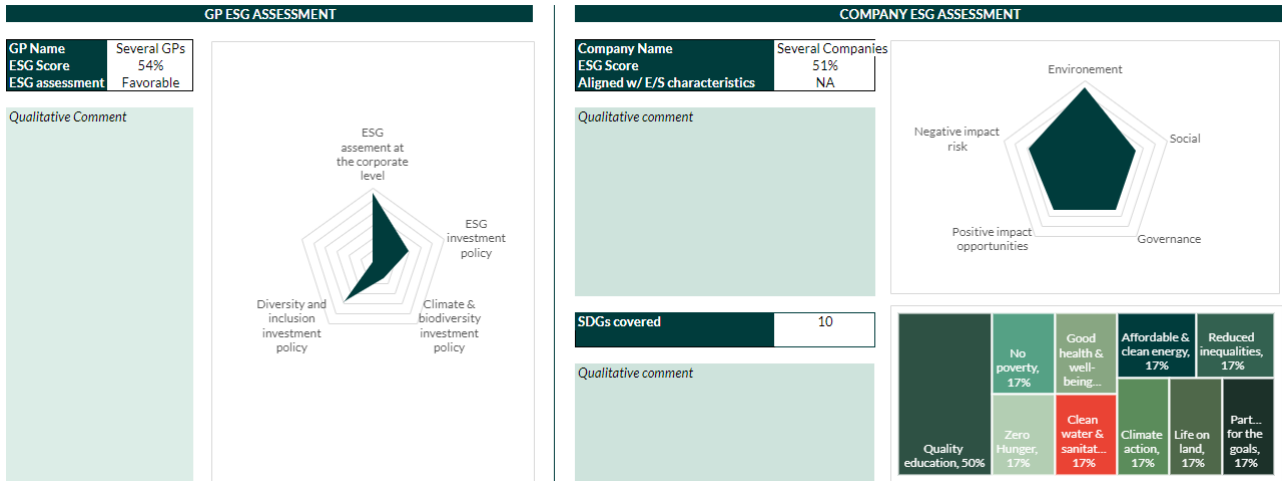 GP ESG ASSESSMENT
GP Name Several GPs
ESG Score 54%
ESG assessment Favorable
Qualitative Comment
ESG
assement at
the corporate
level
ESG
investment
policy
Climate &
biodiversity
investment
policy
Diversity and
inclusion
investment
policy
COMPANY ESG ASSESSMENT
Company Name Several Companies
ESG Score 51%
Aligned w/ E/S characteristics NA
Qualitative comment
Environement
Social
Governance
Positive impact
opportunities
Negative impact
risk
SDGs covered 10
Qualitative comment
Quality
education, 50%
No
poverty,
17%
Zero
Hunger,
17%
Good
health &
well-
being...
Clean
water &
sanitat...
17%
Affordable &
clean energy,
17%
Reduced
inequalities,
17%
Climate
action,
17%
Life on
land,
17%
Part...
for the
goals,
17%